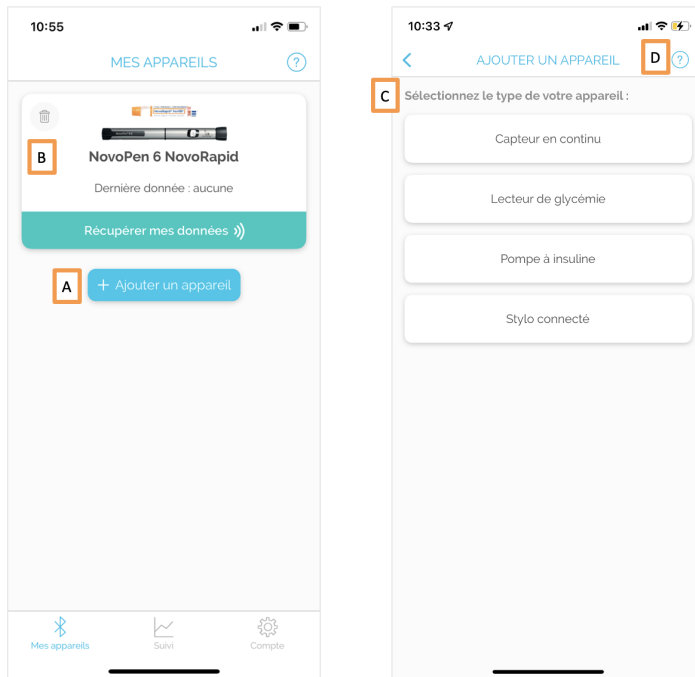 10:55
MES APPAREILS
?
B
NovoPen 6 NovoRapid
Dernière donnée : aucune
Récupérer mes données
A
+ Ajouter un appareil
Mes appareils
Suivi
Compte
10:33
AJOUTER UN APPAREIL
D
?
C
Sélectionnez le type de votre appareil :
Capteur en continu
Lecteur de glycémie
Pompe à insuline
Stylo connecté